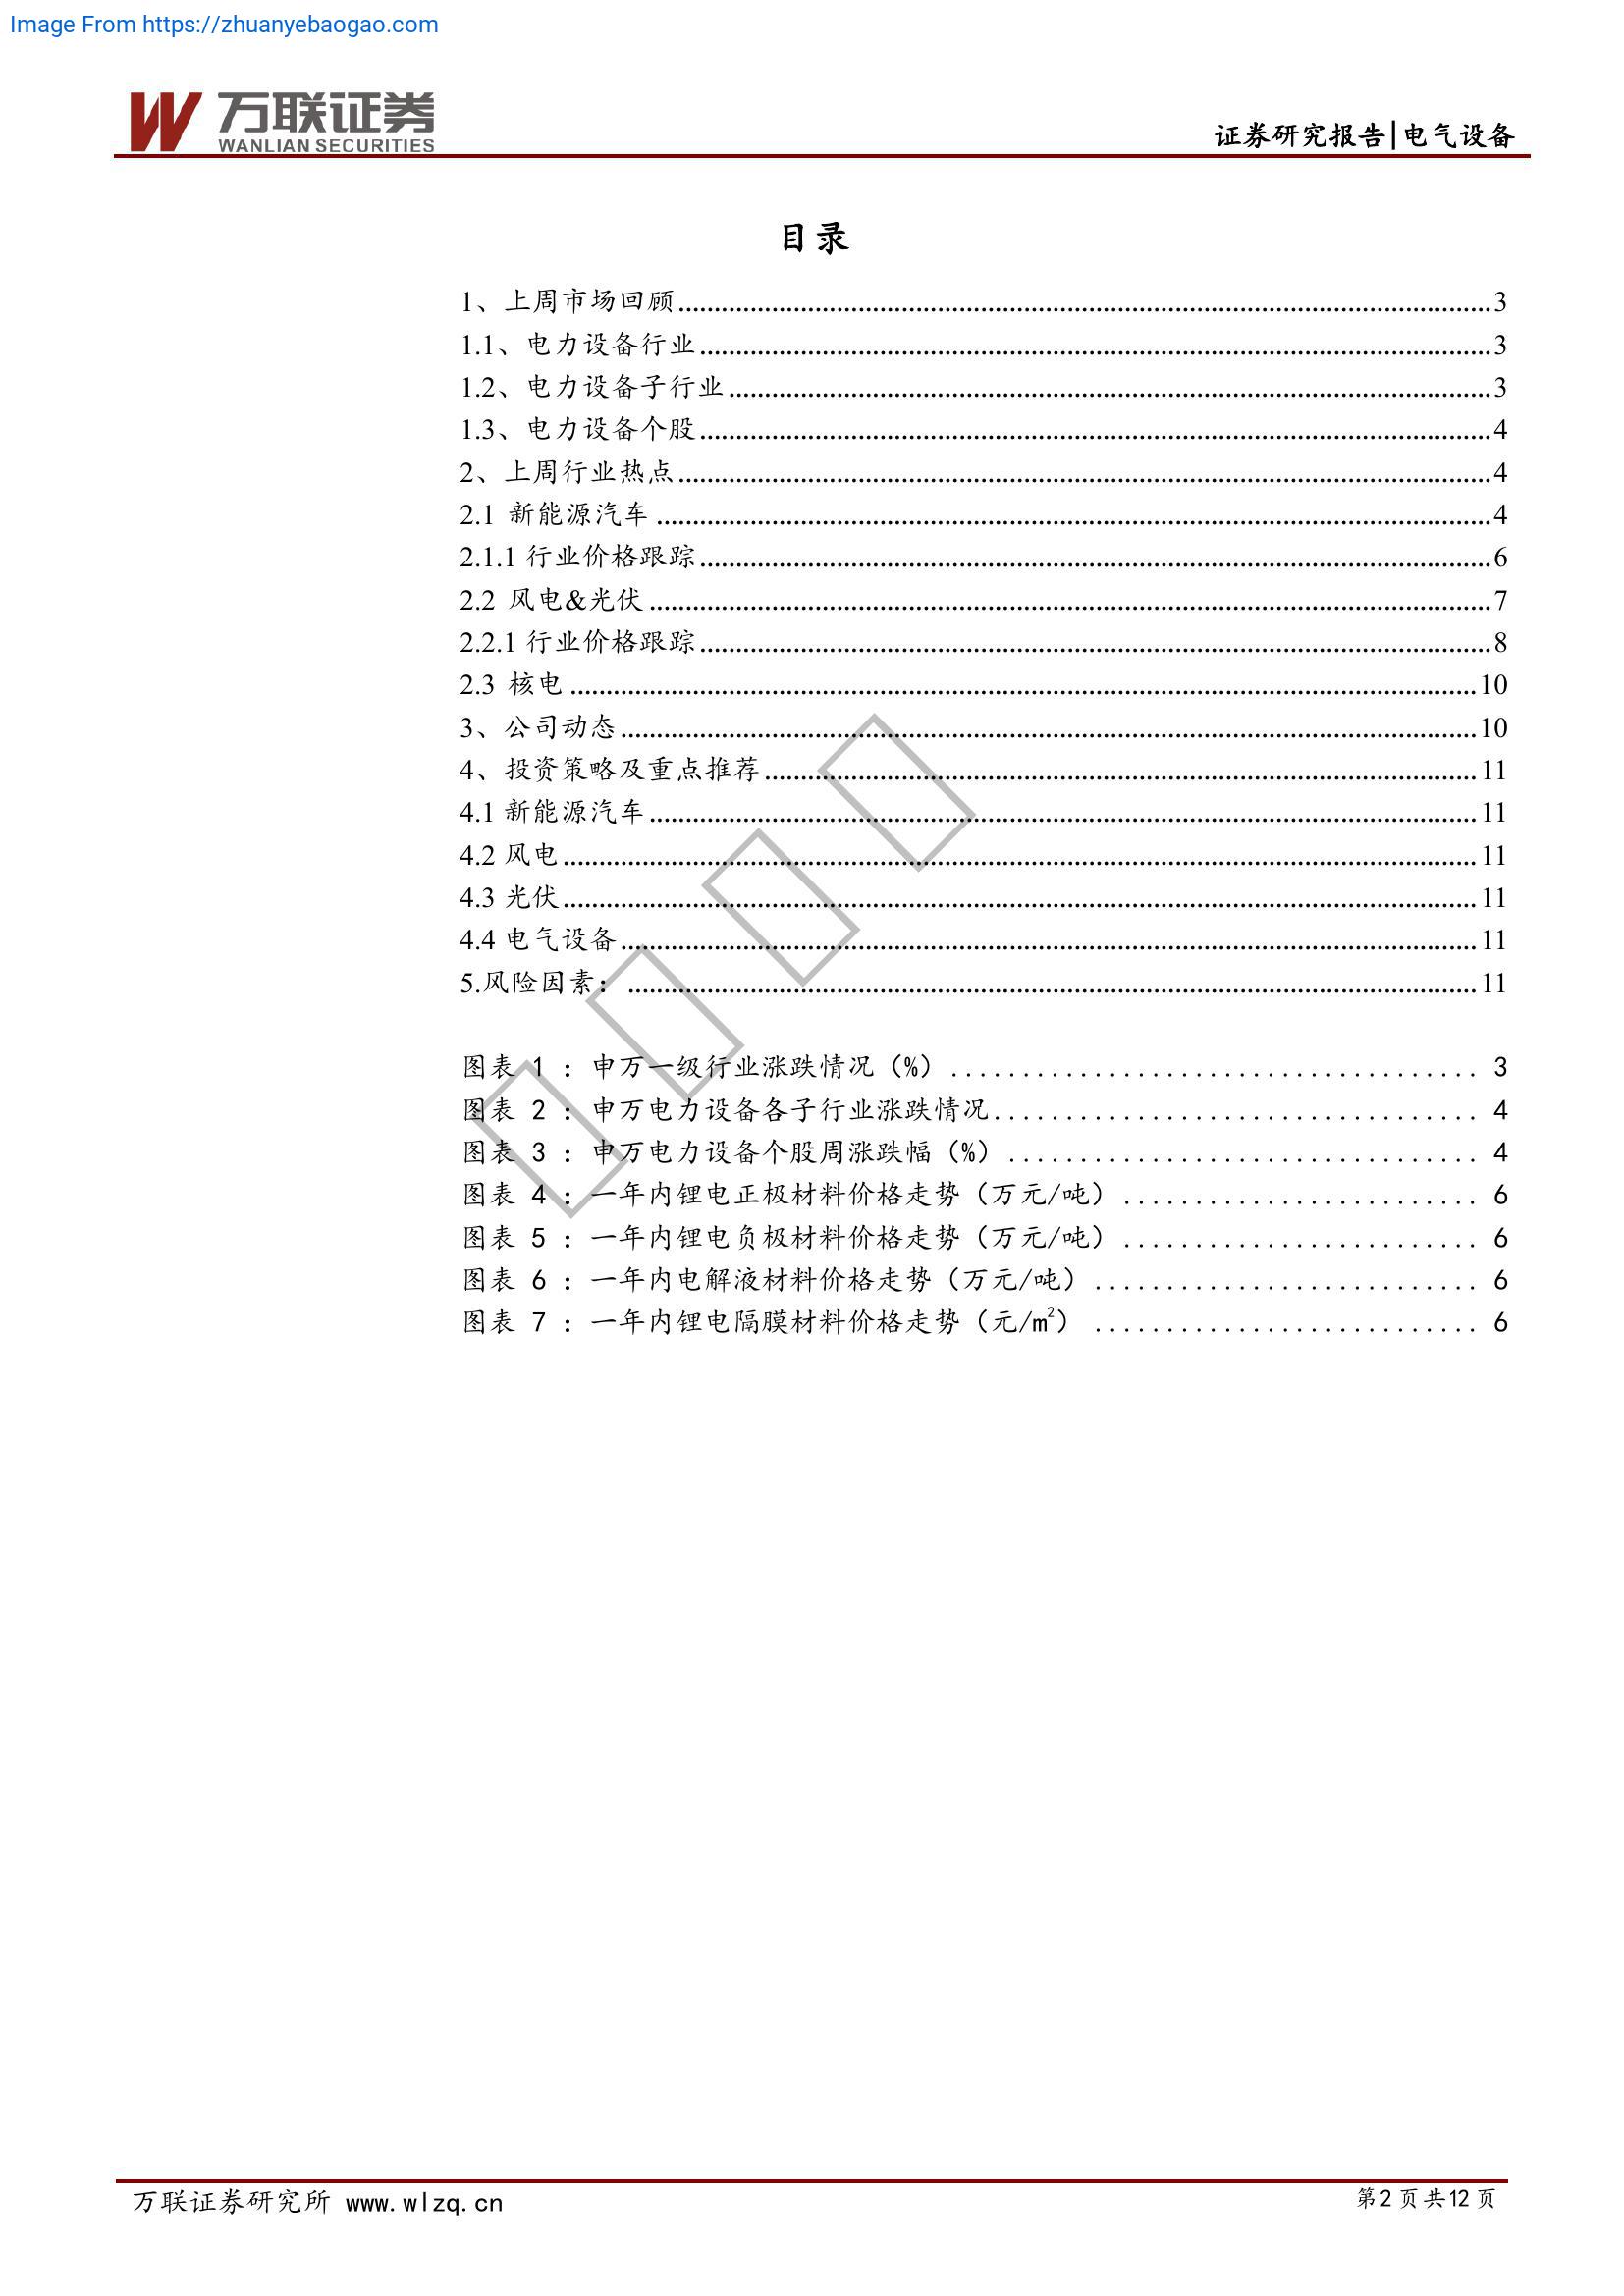 Image From https://zhuanyebaogao.com
万联证券
WANLIAN SECURITIES
证券研究报告|电气设备
目录
1、上周市场回顾...3
1.1、电力设备行业...3
1.2、电力设备子行业...3
1.3、电力设备个股...4
2、上周行业热点...4
2.1 新能源汽车...4
2.1.1 行业价格跟踪...6
2.2 风电&光伏...7
2.2.1 行业价格跟踪...8
2.3 核电...10
3、公司动态...10
4、投资策略及重点推荐...11
4.1 新能源汽车...11
4.2 风电...11
4.3 光伏...11
4.4 电气设备...11
5.风险因素：...11
图表 1 ：申万一级行业涨跌情况（%）...3
图表 2 ：申万电力设备各子行业涨跌情况...4
图表 3 ：申万电力设备个股周涨跌幅（%）...4
图表 4 ：一年内锂电正极材料价格走势（万元/吨）...6
图表 5 ：一年内锂电负极材料价格走势（万元/吨）...6
图表 6 ：一年内电解液材料价格走势（万元/吨）...6
图表 7 ：一年内锂电隔膜材料价格走势（元/m²）...6
万联证券研究所 www.wlzq.cn
第2页共12页